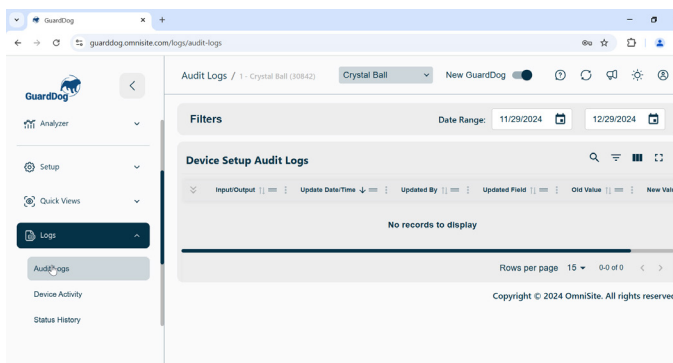 GuardDog
guarddog.omnisite.com/logs/audit-logs
GuardDog
Audit Logs / 1 - Crystal Ball (30842)
Crystal Ball
New GuardDog
Analyzer
Setup
Quick Views
Logs
Audit Logs
Device Activity
Status History
Filters
Date Range:
11/29/2024
12/29/2024
Device Setup Audit Logs
Input/Output
Update Date/Time
Updated By
Updated Field
Old Value
New Valu
No records to display
Rows per page 15 0-0 of 0
Copyright © 2024 OmniSite. All rights reserved